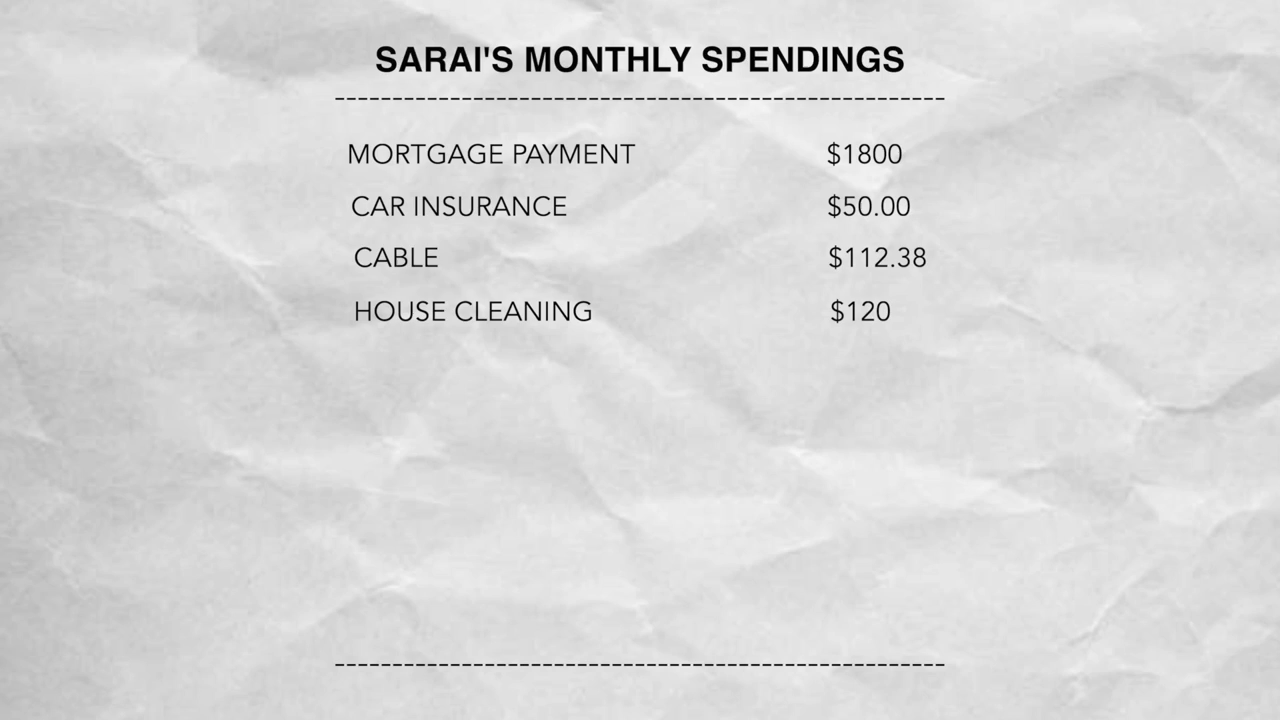 SARAI'S MONTHLY SPENDINGS
MORTGAGE PAYMENT $1800
CAR INSURANCE $50.00
CABLE $112.38
HOUSE CLEANING $120